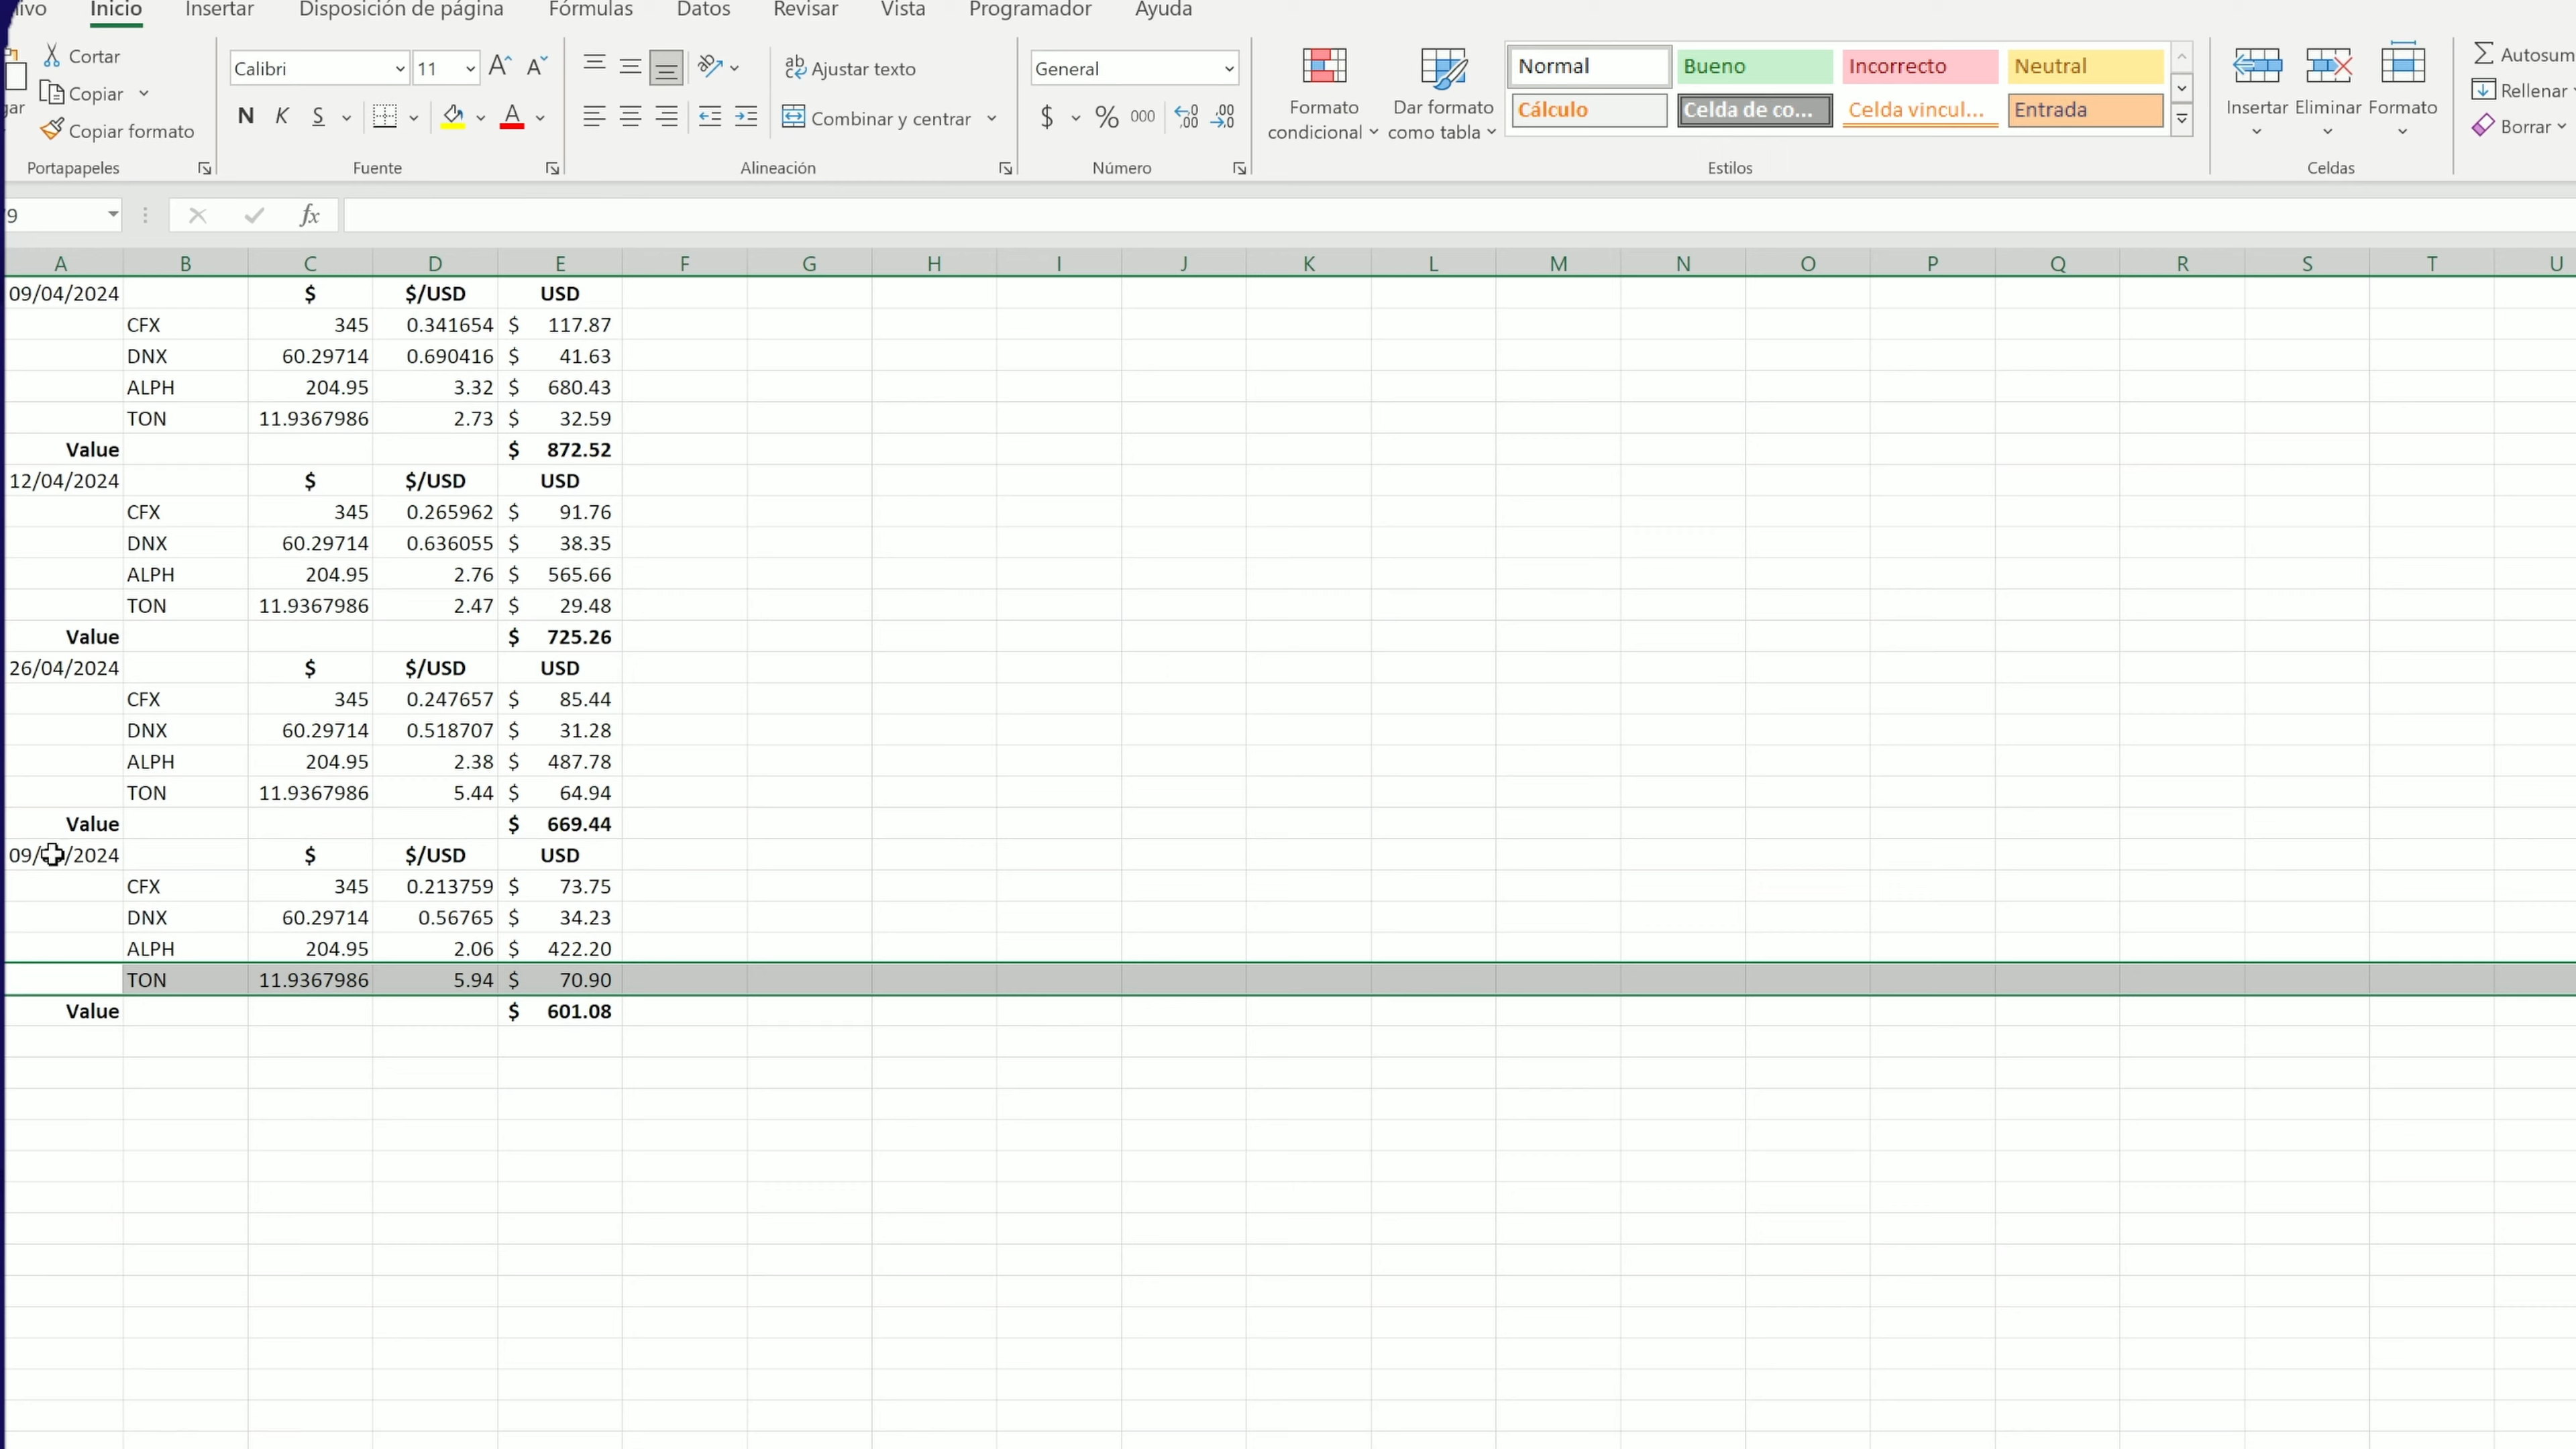 Inicio Insertar Disposición de página Fórmulas Datos Revisar Vista Programador Ayuda
Cortar
Copiar
Copiar formato
Portapapeles
Calibri 11
N K S
Fuente
Ajustar texto
Combinar y centrar
Alineación
General
$ % 000
Número
Formato condicional
Dar formato como tabla
Normal Bueno Incorrecto Neutral
Cálculo Celda de co... Celda vincul... Entrada
Estilos
Insertar Eliminar Formato
Celdas
Autosum
Rellenar
Borrar
9 fx
A B C D E F G H I J K L M N O P Q R S T U
09/04/2024 $ $/USD USD
CFX 345 0.341654 $ 117.87
DNX 60.29714 0.690416 $ 41.63
ALPH 204.95 3.32 $ 680.43
TON 11.9367986 2.73 $ 32.59
Value $ 872.52
12/04/2024 $ $/USD USD
CFX 345 0.265962 $ 91.76
DNX 60.29714 0.636055 $ 38.35
ALPH 204.95 2.76 $ 565.66
TON 11.9367986 2.47 $ 29.48
Value $ 725.26
26/04/2024 $ $/USD USD
CFX 345 0.247657 $ 85.44
DNX 60.29714 0.518707 $ 31.28
ALPH 204.95 2.38 $ 487.78
TON 11.9367986 5.44 $ 64.94
Value $ 669.44
09/ /2024 $ $/USD USD
CFX 345 0.213759 $ 73.75
DNX 60.29714 0.56765 $ 34.23
ALPH 204.95 2.06 $ 422.20
TON 11.9367986 5.94 $ 70.90
Value $ 601.08